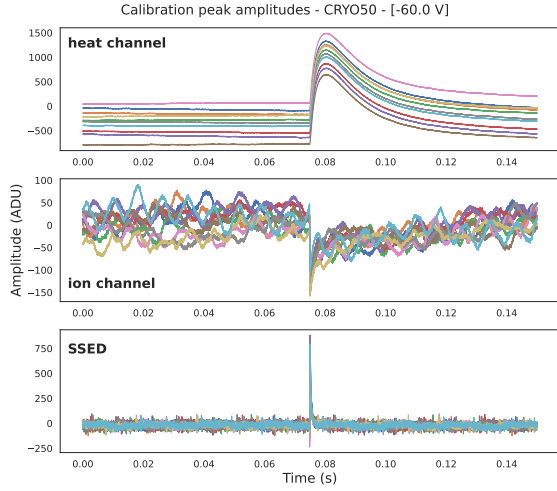 Calibration peak amplitudes - CRYO50 - [-60.0 V]
heat channel
1500
1000
500
0
−500
0.00 0.02 0.04 0.06 0.08 0.10 0.12 0.14
ion channel
100
50
0
−50
−100
−150
Amplitude (ADU)
0.00 0.02 0.04 0.06 0.08 0.10 0.12 0.14
SSED
750
500
250
0
−250
0.00 0.02 0.04 0.06 0.08 0.10 0.12 0.14
Time (s)